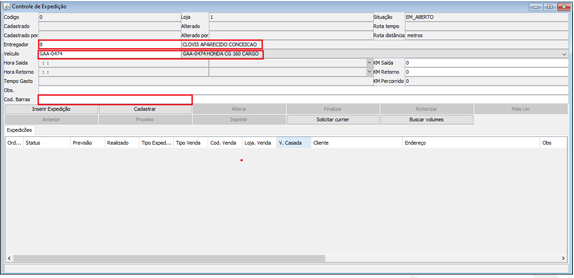 Controle de Expedição
Codigo 0 Loja 1 Situação EM_ABERTO
Cadastrado Alterado Rota tempo
Cadastrado por Alterado por Rota distância metros
Entregador 8 CLOVIS APARECIDO CONCEICAO
Veículo GAA-0474 GAA-0474:HONDA CG 160 CARGO
Hora Saída : : KM Saída 0
Hora Retorno : : KM Retorno 0
Tempo Gasto KM Percorrido 0
Obs.
Cod. Barras
Inserir Expedição Cadastrar Alterar Finalizar Roteirizar Mais Um
Anterior Proximo Imprimir Solicitar currier Buscar volumes
Expedicões
Ord... Status Previsão Realizado Tipo Exped... Tipo Venda Cod. Venda Loja. Venda V. Casada Cliente Endereço Obs